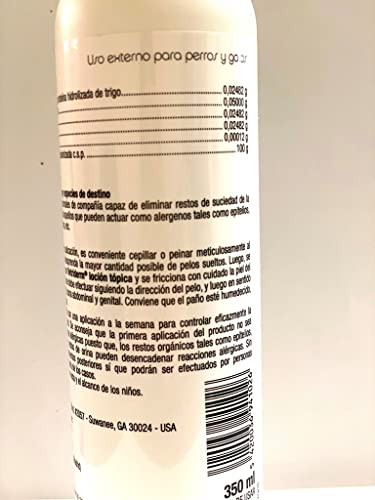 Uso externo para perros y ga
hidrolizada de trigo 0,02482 g
0,05000 g
0,02482 g
0,02482 g
0,00012 g
c.s.p. 100 g
especies de destino
de compañía capaz de eliminar restos de suciedad de la
que pueden actuar como alergenos tales como epitelios,
es conveniente cepillar o peinar meticulosamente al
la mayor cantidad posible de pelos sueltos. Luego, se
loción tópica y se fricciona con cuidado la piel del
efectuar siguiendo la dirección del pelo, y luego en sentido
abdominal y genital. Conviene que el paño esté humedecido.
una aplicación a la semana para controlar eficazmente la
aconseja que la primera aplicación del producto no sea
puesto que, los restos orgánicos tales como epitelios,
de orina pueden desencadenar reacciones alérgicas. Sin
posteriores sí que podrán ser efectuados por personas
los casos.
y el alcance de los niños.
- Suwanee, GA 30024 - USA
350 ml